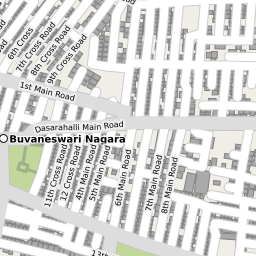 6th Cross Road
7th Cross Road
8th Cross Road
9th Cross Road
1st Main Road
Dasarahalli Main Road
Buvaneswari Nagara
11th Cross Road
12 Cross Road
4th Main Road
5th Main Road
6th Main Road
7th Main Road
8th Main Road
13th